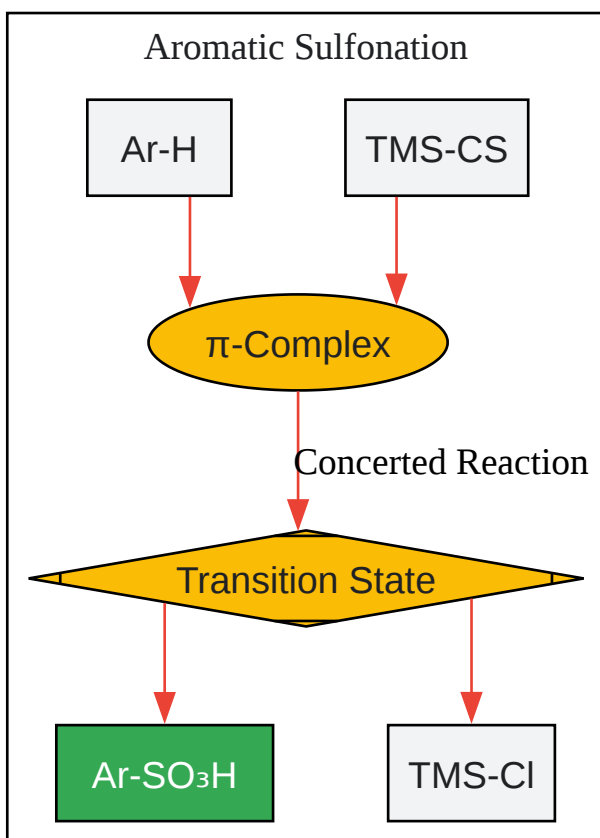 Aromatic Sulfonation
Ar-H
TMS-CS
π-Complex
Concerted Reaction
Transition State
Ar-SO₃H
TMS-Cl